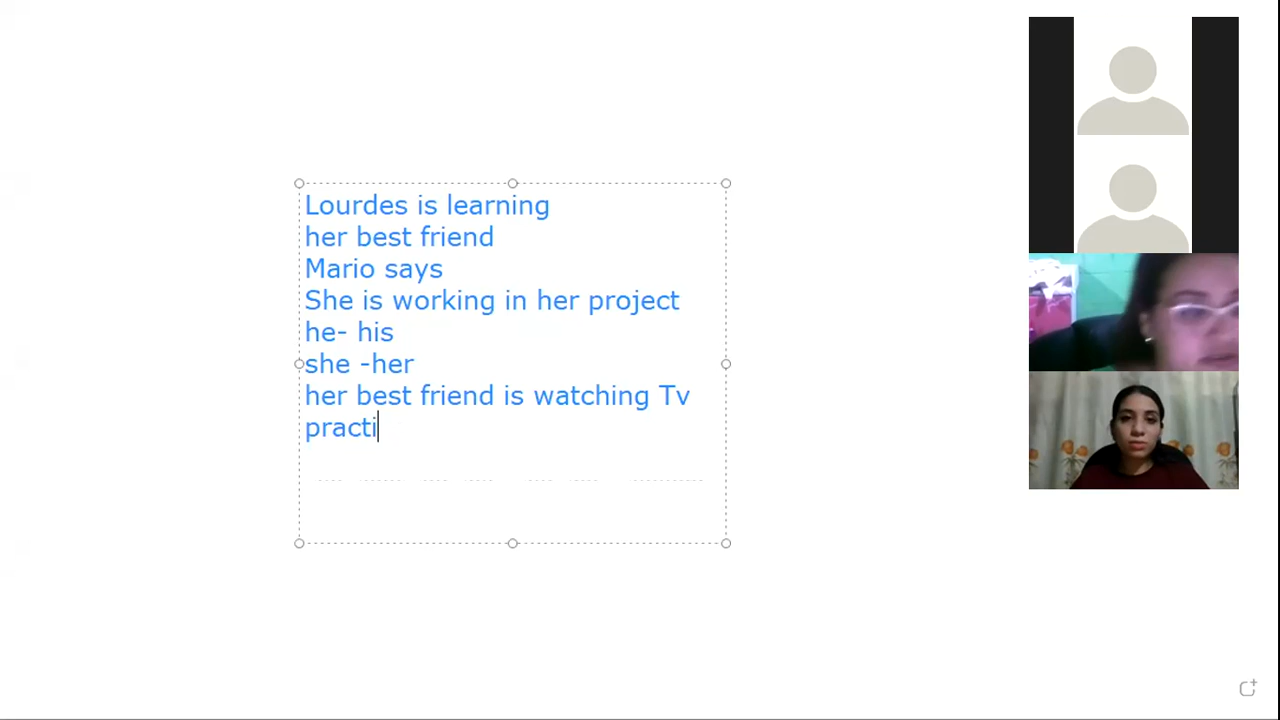 Lourdes is learning
her best friend
Mario says
She is working in her project
he- his
she -her
her best friend is watching Tv
practi